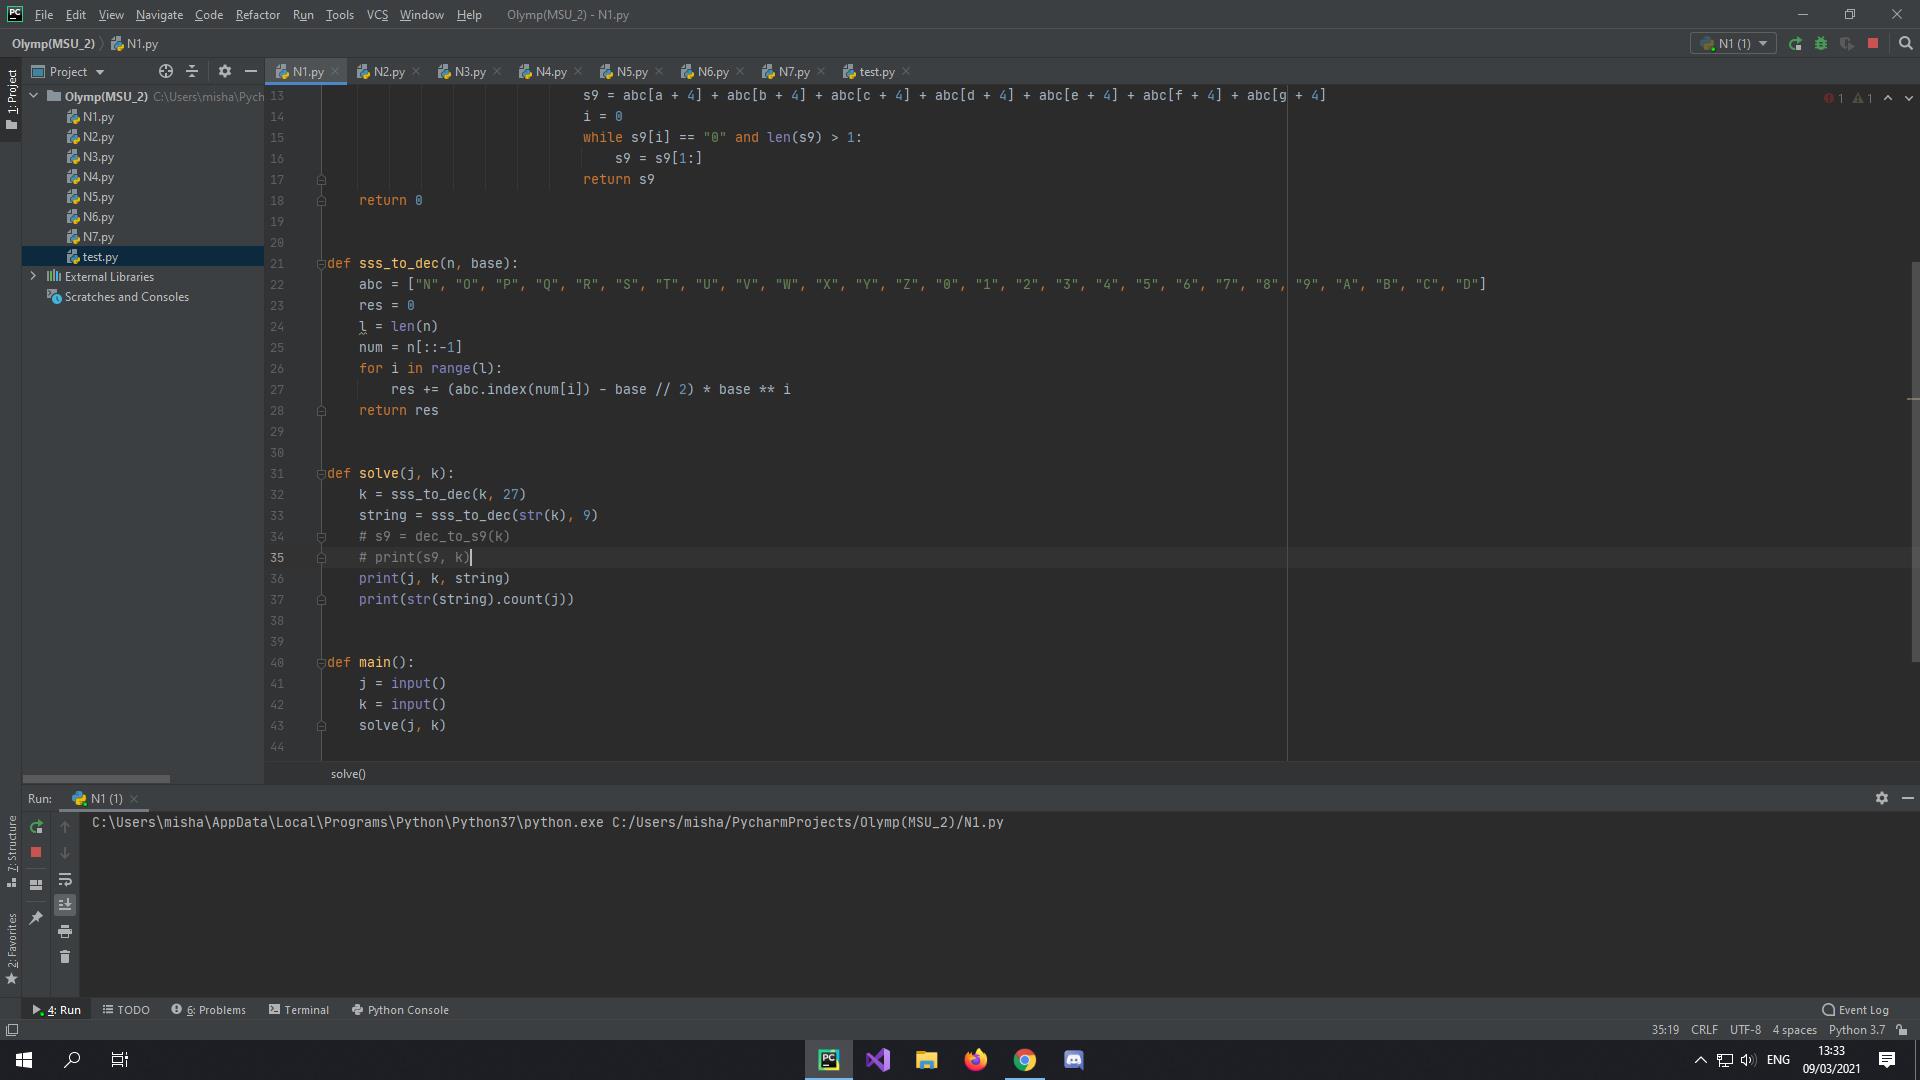 PC File Edit View Navigate Code Refactor Run Tools VCS Window Help Olymp(MSU_2) - N1.py
Olymp(MSU_2) N1.py N1 (1)
1: Project
Project
N1.py N2.py N3.py N4.py N5.py N6.py N7.py test.py
Olymp(MSU_2) C:\Users\misha\Pych
N1.py
N2.py
N3.py
N4.py
N5.py
N6.py
N7.py
test.py
External Libraries
Scratches and Consoles
1 1
13 s9 = abc[a + 4] + abc[b + 4] + abc[c + 4] + abc[d + 4] + abc[e + 4] + abc[f + 4] + abc[g + 4]
14 i = 0
15 while s9[i] == "0" and len(s9) > 1:
16 s9 = s9[1:]
17 return s9
18 return 0
19
20
21 def sss_to_dec(n, base):
22 abc = ["N", "O", "P", "Q", "R", "S", "T", "U", "V", "W", "X", "Y", "Z", "0", "1", "2", "3", "4", "5", "6", "7", "8", "9", "A", "B", "C", "D"]
23 res = 0
24 l = len(n)
25 num = n[::-1]
26 for i in range(l):
27 res += (abc.index(num[i]) - base // 2) * base ** i
28 return res
29
30
31 def solve(j, k):
32 k = sss_to_dec(k, 27)
33 string = sss_to_dec(str(k), 9)
34 # s9 = dec_to_s9(k)
35 # print(s9, k)
36 print(j, k, string)
37 print(str(string).count(j))
38
39
40 def main():
41 j = input()
42 k = input()
43 solve(j, k)
44
solve()
Run: N1 (1)
C:\Users\misha\AppData\Local\Programs\Python\Python37\python.exe C:/Users/misha/PycharmProjects/Olymp(MSU_2)/N1.py
7: Structure
2: Favorites
4: Run TODO 6: Problems Terminal Python Console Event Log
35:19 CRLF UTF-8 4 spaces Python 3.7
PC ENG 13:33
09/03/2021